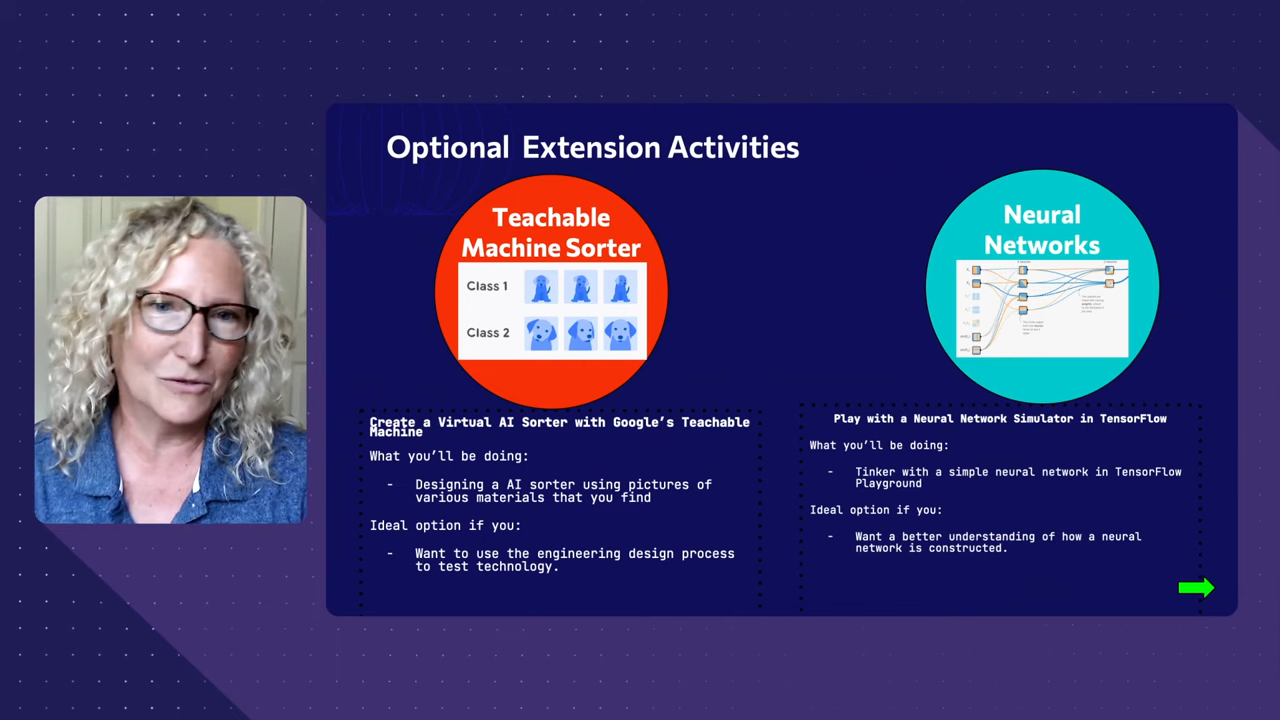 Optional Extension Activities
Teachable
Machine Sorter
Class 1
Class 2
Create a Virtual AI Sorter with Google's Teachable
Machine
What you'll be doing:
- Designing a AI sorter using pictures of
various materials that you find
Ideal option if you:
- Want to use the engineering design process
to test technology.
Neural
Networks
Play with a Neural Network Simulator in TensorFlow
What you'll be doing:
- Tinker with a simple neural network in TensorFlow
Playground
Ideal option if you:
- Want a better understanding of how a neural
network is constructed.